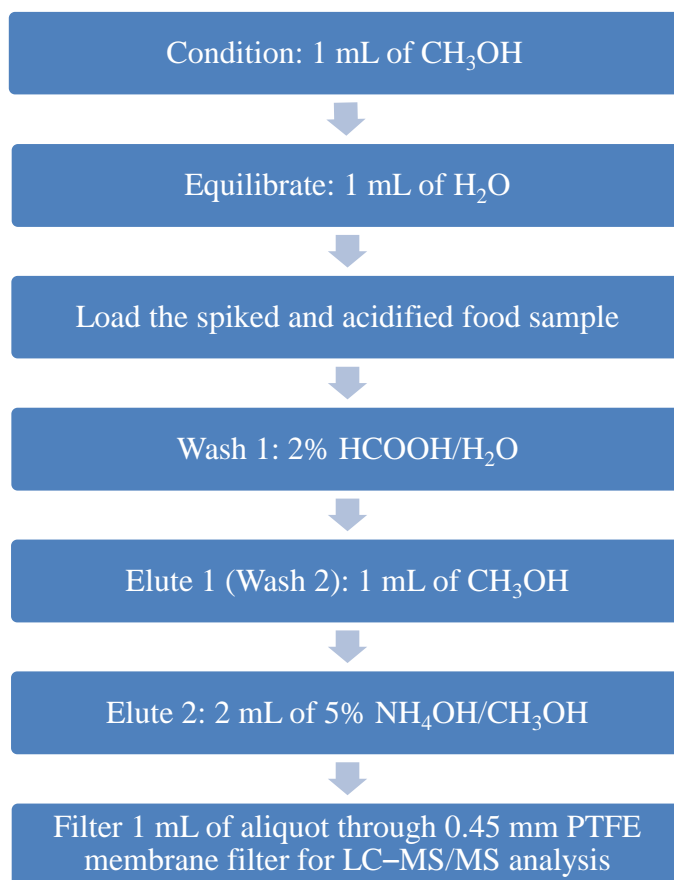 Condition: 1 mL of CH₃OH
Equilibrate: 1 mL of H₂O
Load the spiked and acidified food sample
Wash 1: 2% HCOOH/H₂O
Elute 1 (Wash 2): 1 mL of CH₃OH
Elute 2: 2 mL of 5% NH₄OH/CH₃OH
Filter 1 mL of aliquot through 0.45 mm PTFE
membrane filter for LC–MS/MS analysis